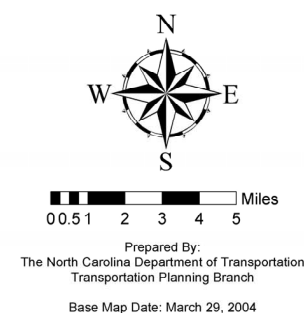 N
W E
S
Miles
0 0.5 1 2 3 4 5
Prepared By:
The North Carolina Department of Transportation
Transportation Planning Branch
Base Map Date: March 29, 2004